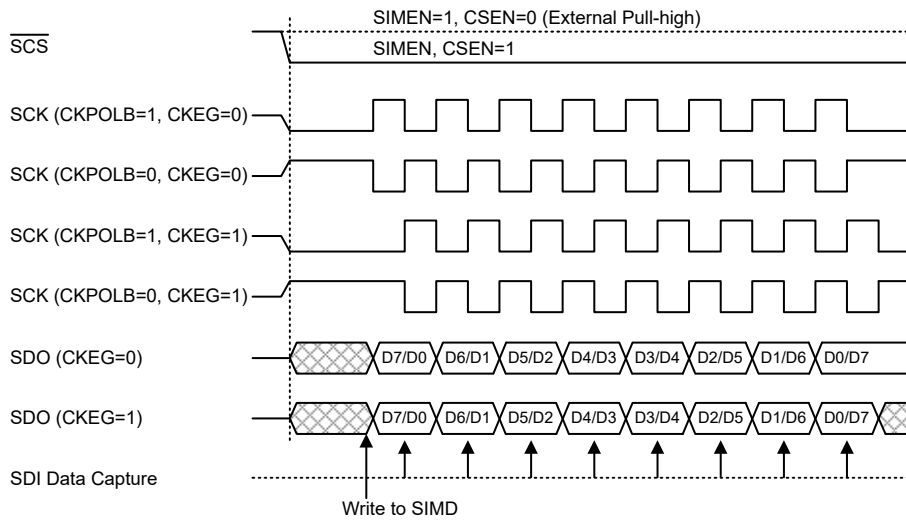 SIMEN=1, CSEN=0 (External Pull-high)
SCS
SIMEN, CSEN=1
SCK (CKPOLB=1, CKEG=0)
SCK (CKPOLB=0, CKEG=0)
SCK (CKPOLB=1, CKEG=1)
SCK (CKPOLB=0, CKEG=1)
SDO (CKEG=0) D7/D0 D6/D1 D5/D2 D4/D3 D3/D4 D2/D5 D1/D6 D0/D7
SDO (CKEG=1) D7/D0 D6/D1 D5/D2 D4/D3 D3/D4 D2/D5 D1/D6 D0/D7
SDI Data Capture
Write to SIMD